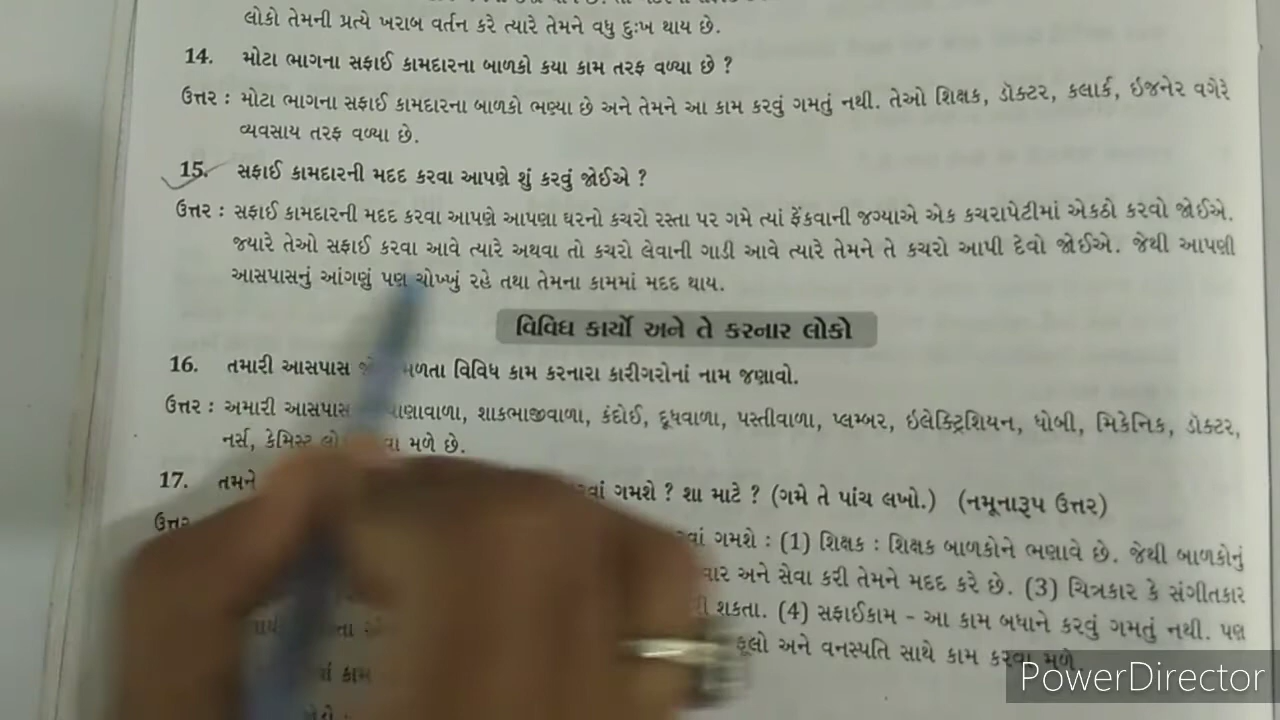 લોકો તેમની પ્રત્યે ખરાબ વર્તન કરે ત્યારે તેમને વધુ દુઃખ થાય છે.
14. મોટા ભાગના સફાઈ કામદારના બાળકો કયા કામ તરફ વળ્યા છે ?
ઉત્તર : મોટા ભાગના સફાઈ કામદારના બાળકો ભણ્યા છે અને તેમને આ કામ કરવું ગમતું નથી. તેઓ શિક્ષક, ડૉક્ટર, કલાર્ક, ઇજનેર વગેરે
વ્યવસાય તરફ વળ્યા છે.
15. સફાઈ કામદારની મદદ કરવા આપણે શું કરવું જોઈએ ?
ઉત્તર : સફાઈ કામદારની મદદ કરવા આપણે આપણા ઘરનો કચરો રસ્તા પર ગમે ત્યાં ફેંકવાની જગ્યાએ એક કચરાપેટીમાં એકઠો કરવો જોઈએ.
જ્યારે તેઓ સફાઈ કરવા આવે ત્યારે અથવા તો કચરો લેવાની ગાડી આવે ત્યારે તેમને તે કચરો આપી દેવો જોઈએ. જેથી આપણી
આસપાસનું આંગણું પણ ચોખ્ખું રહે તથા તેમના કામમાં મદદ થાય.
વિવિધ કાર્યો અને તે કરનાર લોકો
16. તમારી આસપાસ મળતા વિવિધ કામ કરનારા કારીગરોનાં નામ જણાવો.
ઉત્તર : અમારી આસપાસ શાકભાજીવાળા, કંદોઈ, દૂધવાળા, પસ્તીવાળા, પ્લમ્બર, ઇલેક્ટ્રિશિયન, ધોબી, મિકેનિક, ડૉક્ટર,
નર્સ, કેમિસ્ટ મળે છે.
17. તમને ગમશે ? શા માટે ? (ગમે તે પાંચ લખો.) (નમૂનારૂપ ઉત્તર)
ઉત્તર ગમશે : (1) શિક્ષક : શિક્ષક બાળકોને ભણાવે છે. જેથી બાળકોનું
અને સેવા કરી તેમને મદદ કરે છે. (3) ચિત્રકાર કે સંગીતકાર
શકતા. (4) સફાઈકામ - આ કામ બધાને કરવું ગમતું નથી. પણ
ફૂલો અને વનસ્પતિ સાથે કામ કરવા મળે
કામ
PowerDirector